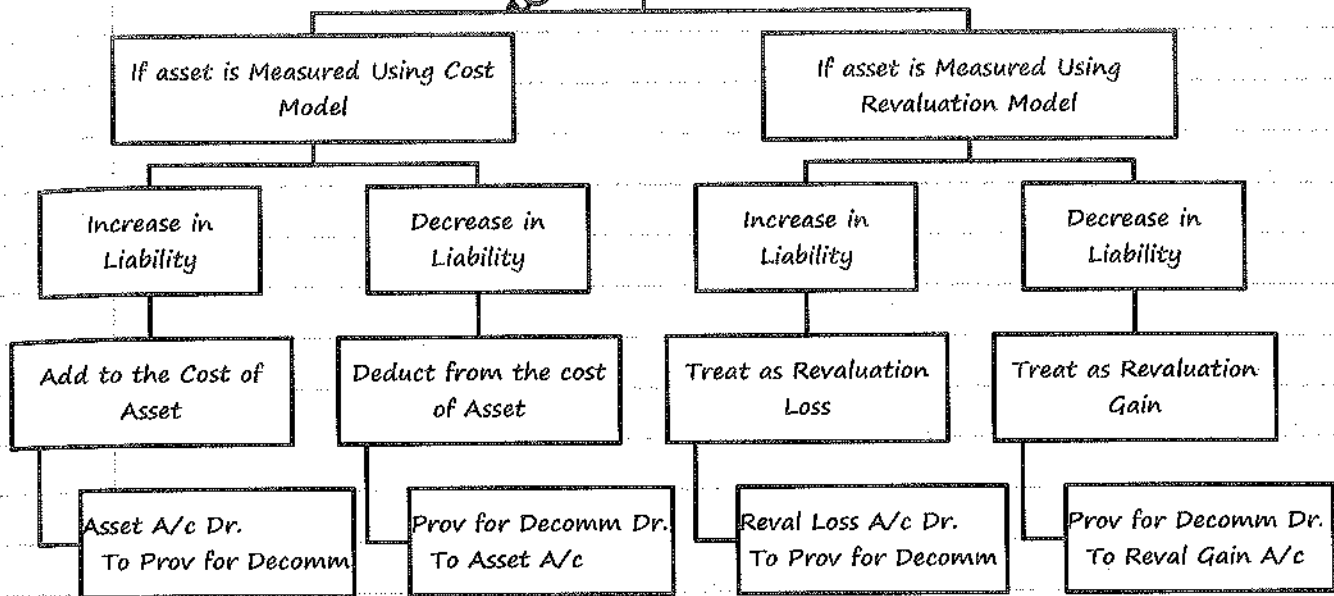 If asset is Measured Using Cost
Model
If asset is Measured Using
Revaluation Model
Increase in
Liability
Decrease in
Liability
Increase in
Liability
Decrease in
Liability
Add to the Cost of
Asset
Deduct from the cost
of Asset
Treat as Revaluation
Loss
Treat as Revaluation
Gain
Asset A/c Dr.
To Prov for Decomm
Prov for Decomm Dr.
To Asset A/c
Reval Loss A/c Dr.
To Prov for Decomm
Prov for Decomm Dr.
To Reval Gain A/c